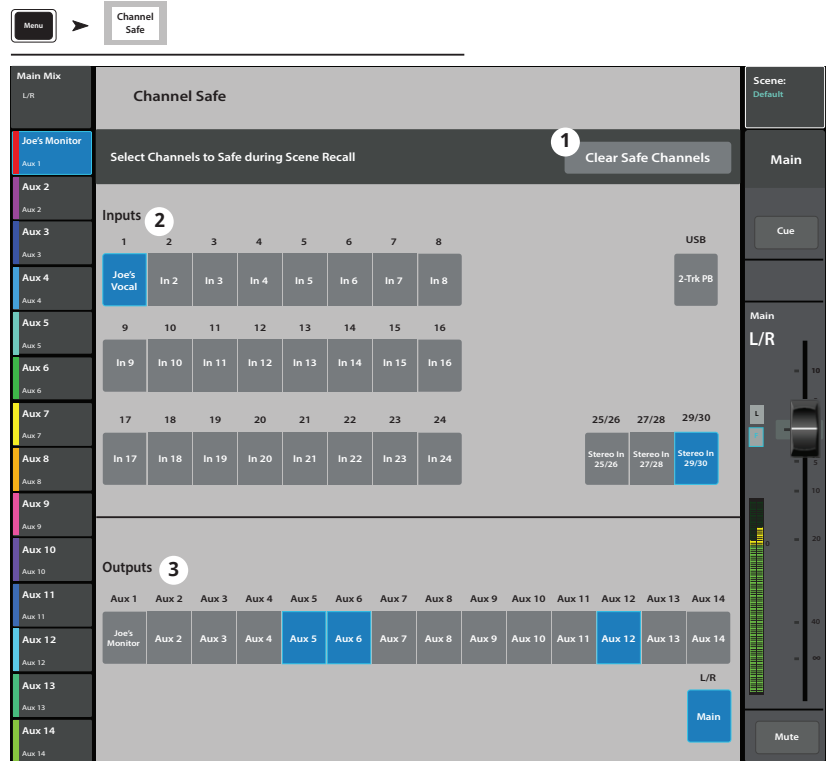 Menu
Channel
Safe
Main Mix
L/R
Channel Safe
Scene:
Default
Joe's Monitor
Aux 1
Select Channels to Safe during Scene Recall
1
Clear Safe Channels
Main
Aux 2
Aux 2
Aux 3
Aux 3
Aux 4
Aux 4
Aux 5
Aux 5
Aux 6
Aux 6
Aux 7
Aux 7
Aux 8
Aux 8
Aux 9
Aux 9
Aux 10
Aux 10
Aux 11
Aux 11
Aux 12
Aux 12
Aux 13
Aux 13
Aux 14
Aux 14
Inputs 2
1 2 3 4 5 6 7 8 USB
Joe's Vocal In 2 In 3 In 4 In 5 In 6 In 7 In 8 2-Trk PB
9 10 11 12 13 14 15 16
In 9 In 10 In 11 In 12 In 13 In 14 In 15 In 16
17 18 19 20 21 22 23 24 25/26 27/28 29/30
In 17 In 18 In 19 In 20 In 21 In 22 In 23 In 24 Stereo In 25/26 Stereo In 27/28 Stereo In 29/30
Outputs 3
Aux 1 Aux 2 Aux 3 Aux 4 Aux 5 Aux 6 Aux 7 Aux 8 Aux 9 Aux 10 Aux 11 Aux 12 Aux 13 Aux 14
Joe's Monitor Aux 2 Aux 3 Aux 4 Aux 5 Aux 6 Aux 7 Aux 8 Aux 9 Aux 10 Aux 11 Aux 12 Aux 13 Aux 14
L/R
Main
Cue
Main
L/R
10
L
5
10
20
0
40
∞
Mute